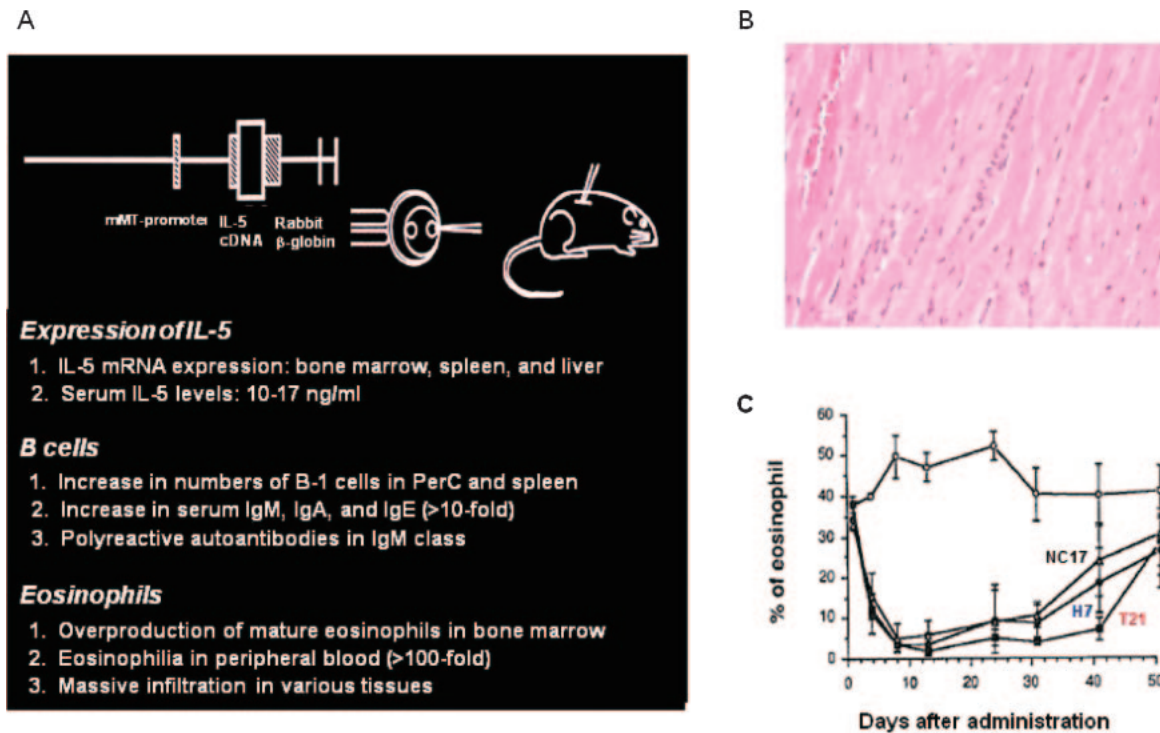 A
mMT-promoter IL-5 Rabbit
cDNA β-globin
Expression of IL-5
1. IL-5 mRNA expression: bone marrow, spleen, and liver
2. Serum IL-5 levels: 10-17 ng/ml
B cells
1. Increase in numbers of B-1 cells in PerC and spleen
2. Increase in serum IgM, IgA, and IgE (>10-fold)
3. Polyreactive autoantibodies in IgM class
Eosinophils
1. Overproduction of mature eosinophils in bone marrow
2. Eosinophilia in peripheral blood (>100-fold)
3. Massive infiltration in various tissues
B
C
% of eosinophil
60
50
40
30
20
10
0
NC17
H7
T21
0 10 20 30 40 50
Days after administration